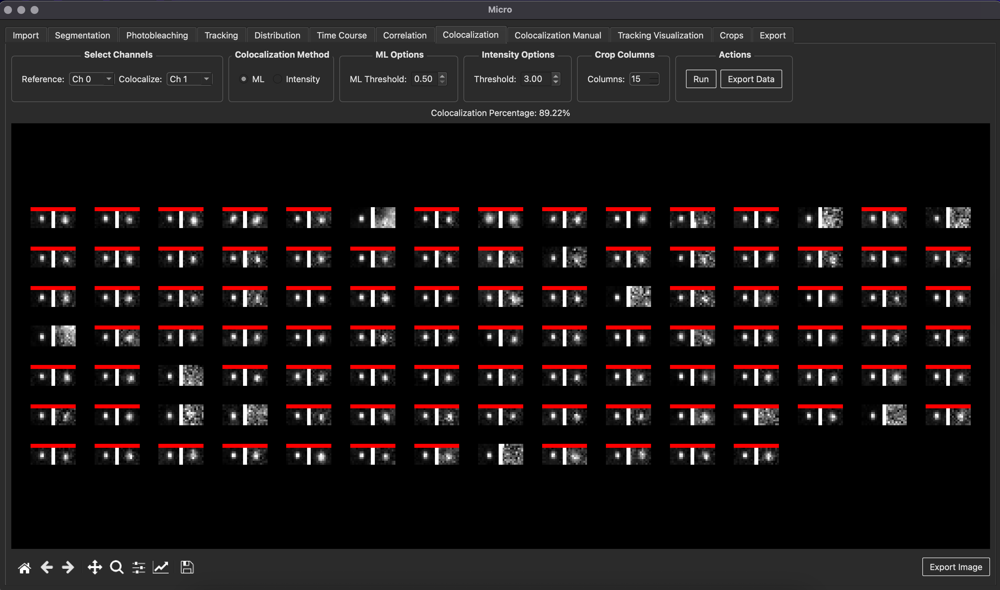 Micro
Import Segmentation Photobleaching Tracking Distribution Time Course Correlation Colocalization Colocalization Manual Tracking Visualization Crops Export
Select Channels Colocalization Method ML Options Intensity Options Crop Columns Actions
Reference: Ch 0 Colocalize: Ch 1 ML Intensity ML Threshold: 0.50 Threshold: 3.00 Columns: 15 Run Export Data
Colocalization Percentage: 89.22%
Export Image